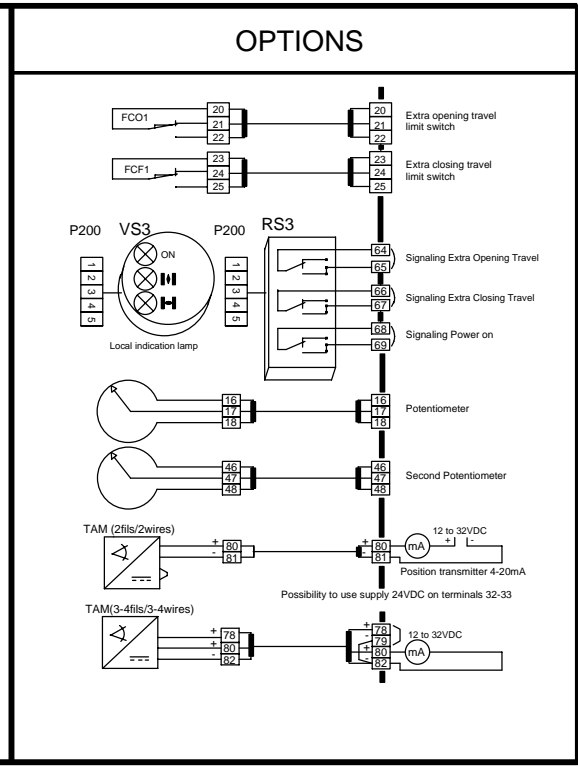 OPTIONS
FCO1
20
21
22
20
21
22
Extra opening travel
limit switch
FCF1
23
24
25
23
24
25
Extra closing travel
limit switch
P200
VS3
P200
RS3
1
2
3
4
5
ON
Local indication lamp
1
2
3
4
5
64
65
Signaling Extra Opening Travel
66
67
Signaling Extra Closing Travel
68
69
Signaling Power on
16
17
18
16
17
18
Potentiometer
46
47
48
46
47
48
Second Potentiometer
TAM (2fils/2wires)
+ 80
- 81
+ 80
- 81
mA
12 to 32VDC
+ -
Position transmitter 4-20mA
Possibility to use supply 24VDC on terminals 32-33
TAM(3-4fils/3-4wires)
+ 78
+ 80
- 82
+ 78
- 79
+ 80
- 82
12 to 32VDC
mA